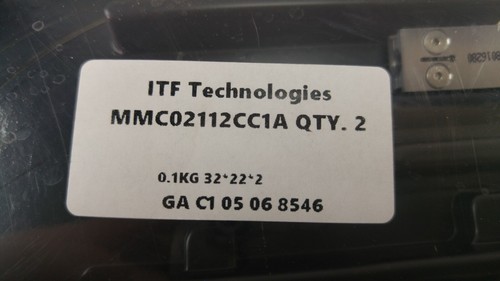 ITF Technologies
MMC02112CC1A QTY. 2
0.1KG 32*22*2
GA C1 05 06 8546